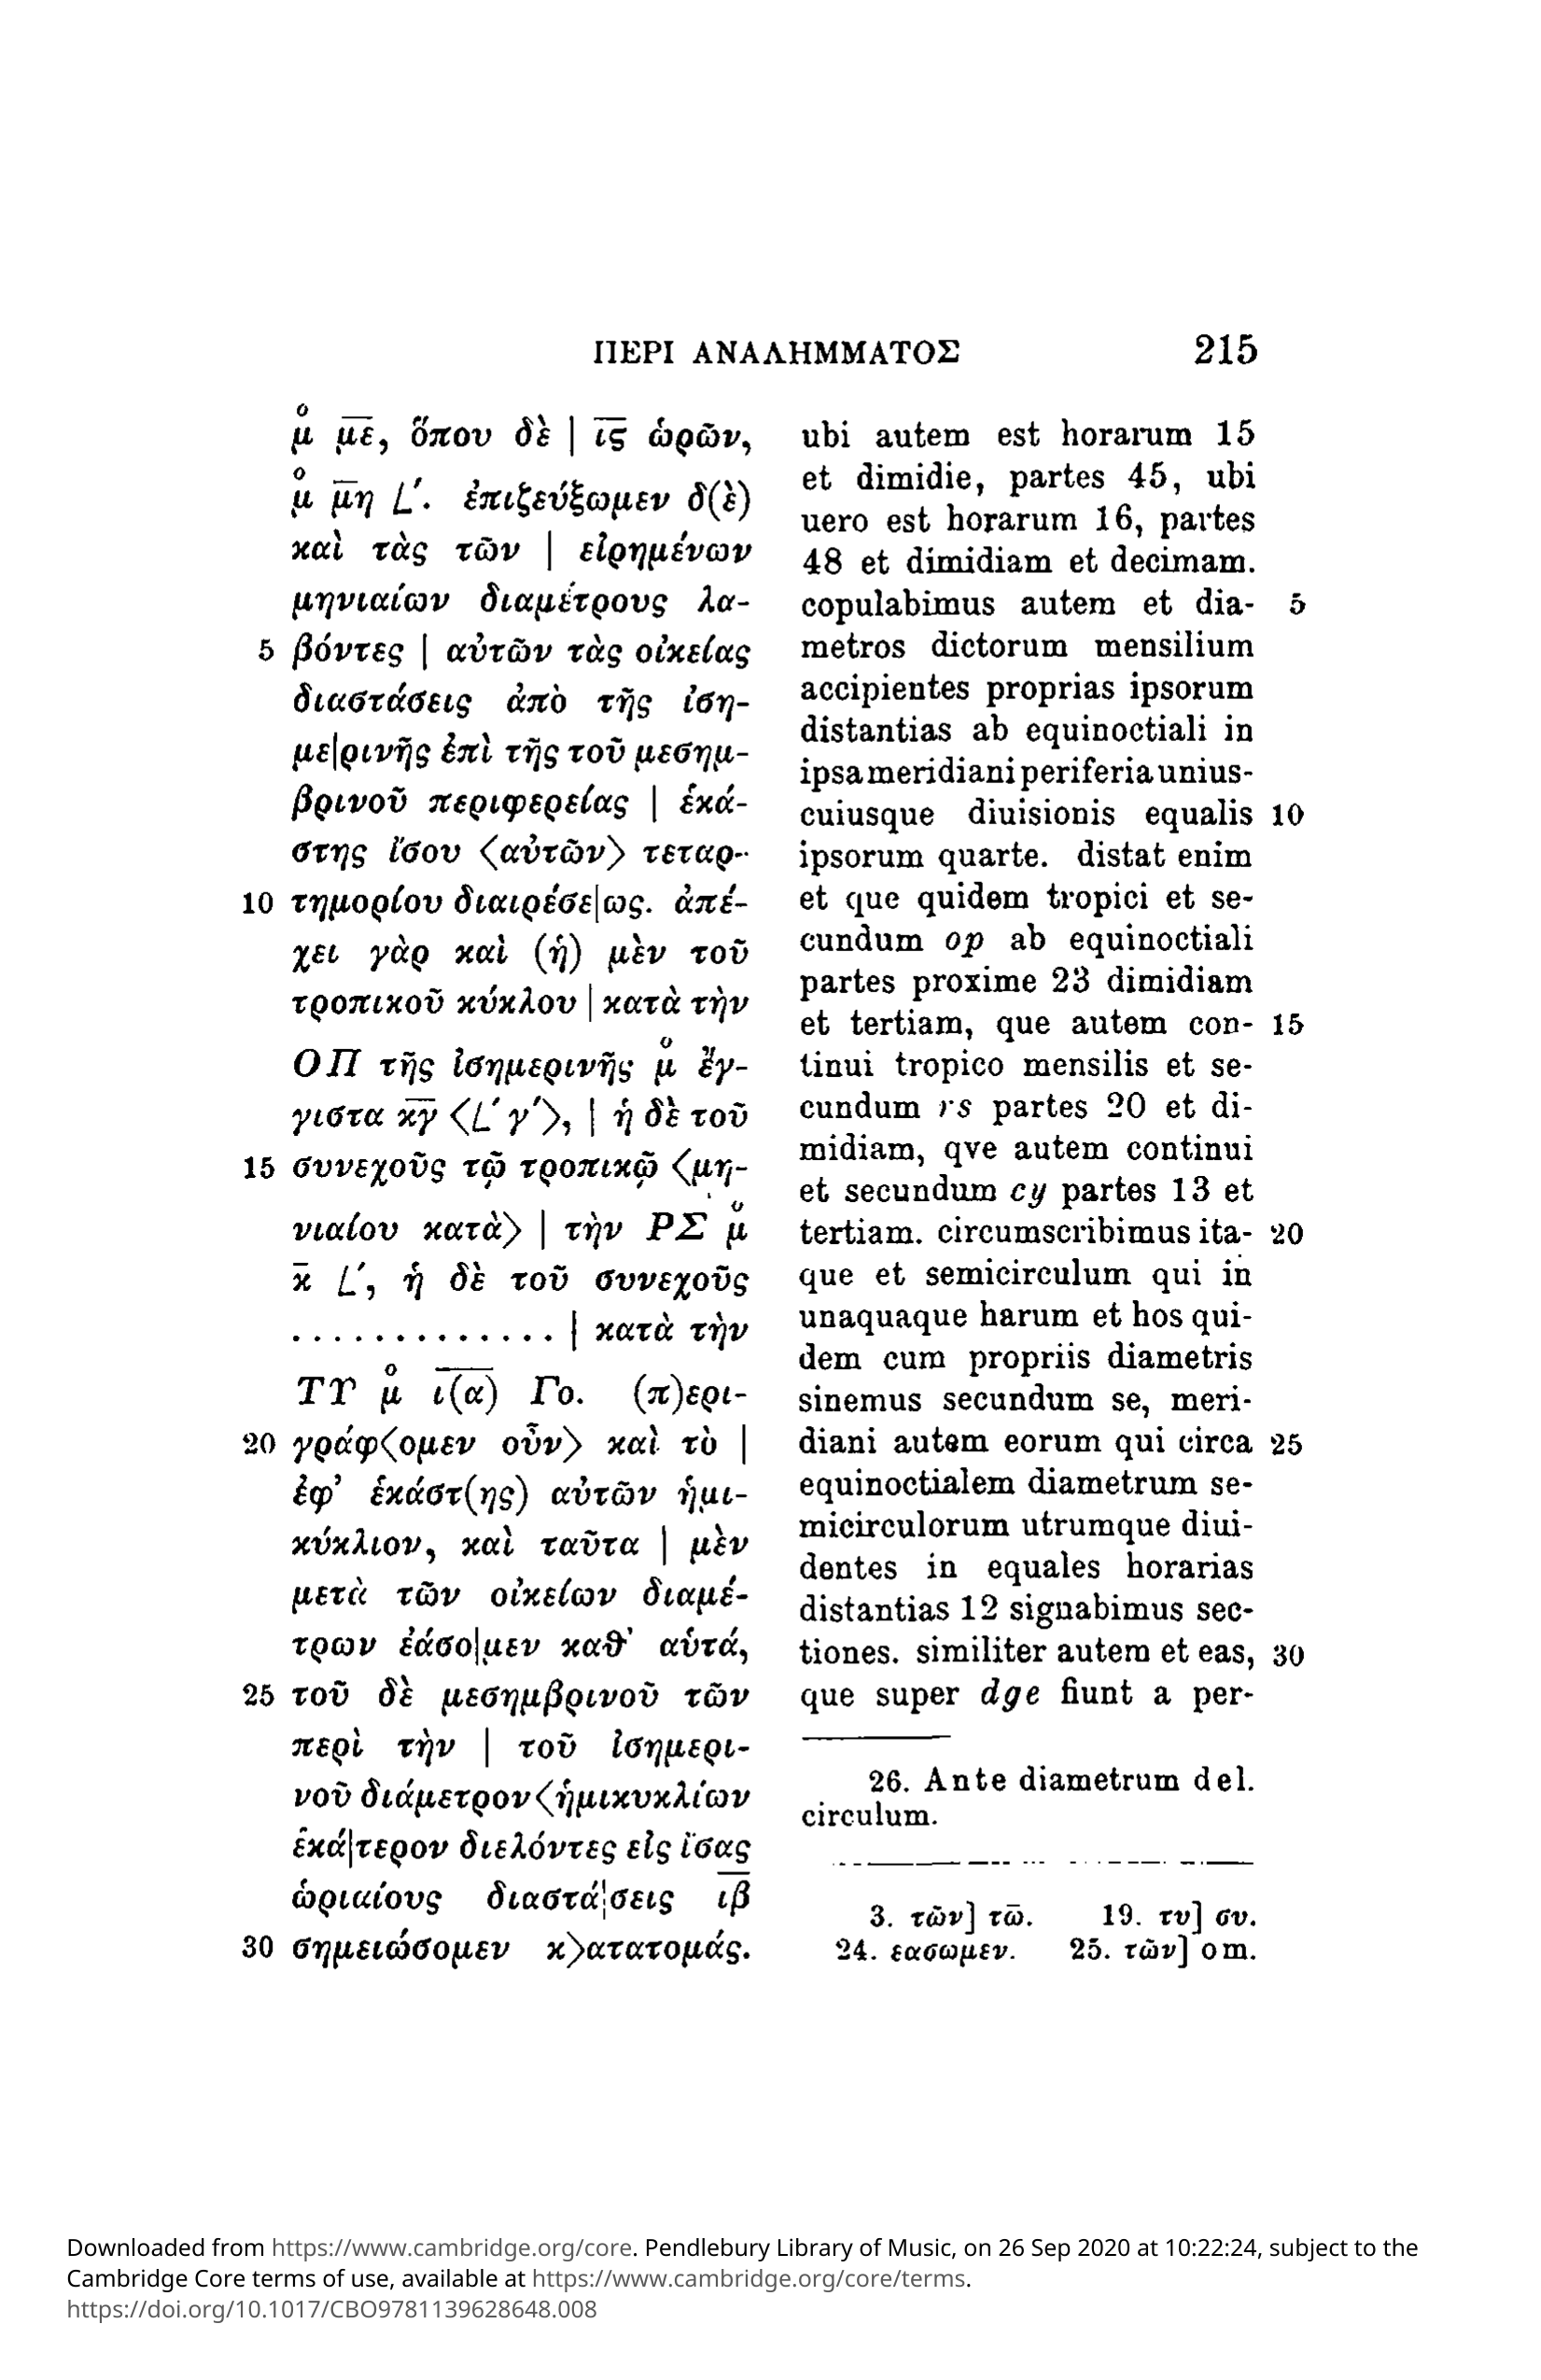 ΠΕΡΙ ΑΝΑΛΗΜΜΑΤΟΣ 215
μ̊ μ̅ε̅, ὅπου δὲ | ι̅ς̅ ὡρῶν,
μ̊ μ̅η̅ 𐅵′. ἐπιζεύξωμεν δ(ὲ)
καὶ τὰς τῶν | εἰρημένων
μηνιαίων διαμέτρους λα-
5 βόντες | αὐτῶν τὰς οἰκείας
διαστάσεις ἀπὸ τῆς ἰση-
με|ρινῆς ἐπὶ τῆς τοῦ μεσημ-
βρινοῦ περιφερείας | ἑκά-
στης ἴσου 〈αὐτῶν〉 τεταρ-
10 τημορίου διαιρέσε|ως. ἀπέ-
χει γὰρ καὶ (ἡ) μὲν τοῦ
τροπικοῦ κύκλου | κατὰ τὴν
ΟΠ τῆς ἰσημερινῆς μ̊ ἔγ-
γιστα κ̅γ̅ 〈𐅵′ γ′〉, | ἡ δὲ τοῦ
15 συνεχοῦς τῷ τροπικῷ 〈μη-
νιαίου κατὰ〉 | τὴν ΡΣ μ̊
κ̅ 𐅵′, ἡ δὲ τοῦ συνεχοῦς
. . . . . . . . . . . . . | κατὰ τὴν
ΤΥ μ̊ ι̅(α̅) Γο. (π)ερι-
20 γράφ〈ομεν οὖν〉 καὶ τὸ |
ἐφ’ ἑκάστ(ης) αὐτῶν ἡμι-
κύκλιον, καὶ ταῦτα | μὲν
μετὰ τῶν οἰκείων διαμέ-
τρων ἐάσο|μεν καθ’ αὑτά,
25 τοῦ δὲ μεσημβρινοῦ τῶν
περὶ τὴν | τοῦ ἰσημερι-
νοῦ διάμετρον 〈ἡμικυκλίων
ἑκά|τερον διελόντες εἰς ἴσας
ὡριαίους διαστά|σεις ι̅β̅
30 σημειώσομεν κ〉ατατομάς.
ubi autem est horarum 15
et dimidie, partes 45, ubi
uero est horarum 16, partes
48 et dimidiam et decimam.
copulabimus autem et dia- 5
metros dictorum mensilium
accipientes proprias ipsorum
distantias ab equinoctiali in
ipsa meridiani periferia unius-
cuiusque diuisionis equalis 10
ipsorum quarte. distat enim
et que quidem tropici et se-
cundum op ab equinoctiali
partes proxime 23 dimidiam
et tertiam, que autem con- 15
tinui tropico mensilis et se-
cundum rs partes 20 et di-
midiam, qve autem continui
et secundum cy partes 13 et
tertiam. circumscribimus ita- 20
que et semicirculum qui in
unaquaque harum et hos qui-
dem cum propriis diametris
sinemus secundum se, meri-
diani autem eorum qui circa 25
equinoctialem diametrum se-
micirculorum utrumque diui-
dentes in equales horarias
distantias 12 signabimus sec-
tiones. similiter autem et eas, 30
que super dge fiunt a per-
26. Ante diametrum del.
circulum.
3. τῶν] τω̅. 19. τυ] συ.
24. εασωμεν. 25. τῶν] om.
Downloaded from https://www.cambridge.org/core. Pendlebury Library of Music, on 26 Sep 2020 at 10:22:24, subject to the
Cambridge Core terms of use, available at https://www.cambridge.org/core/terms.
https://doi.org/10.1017/CBO9781139628648.008